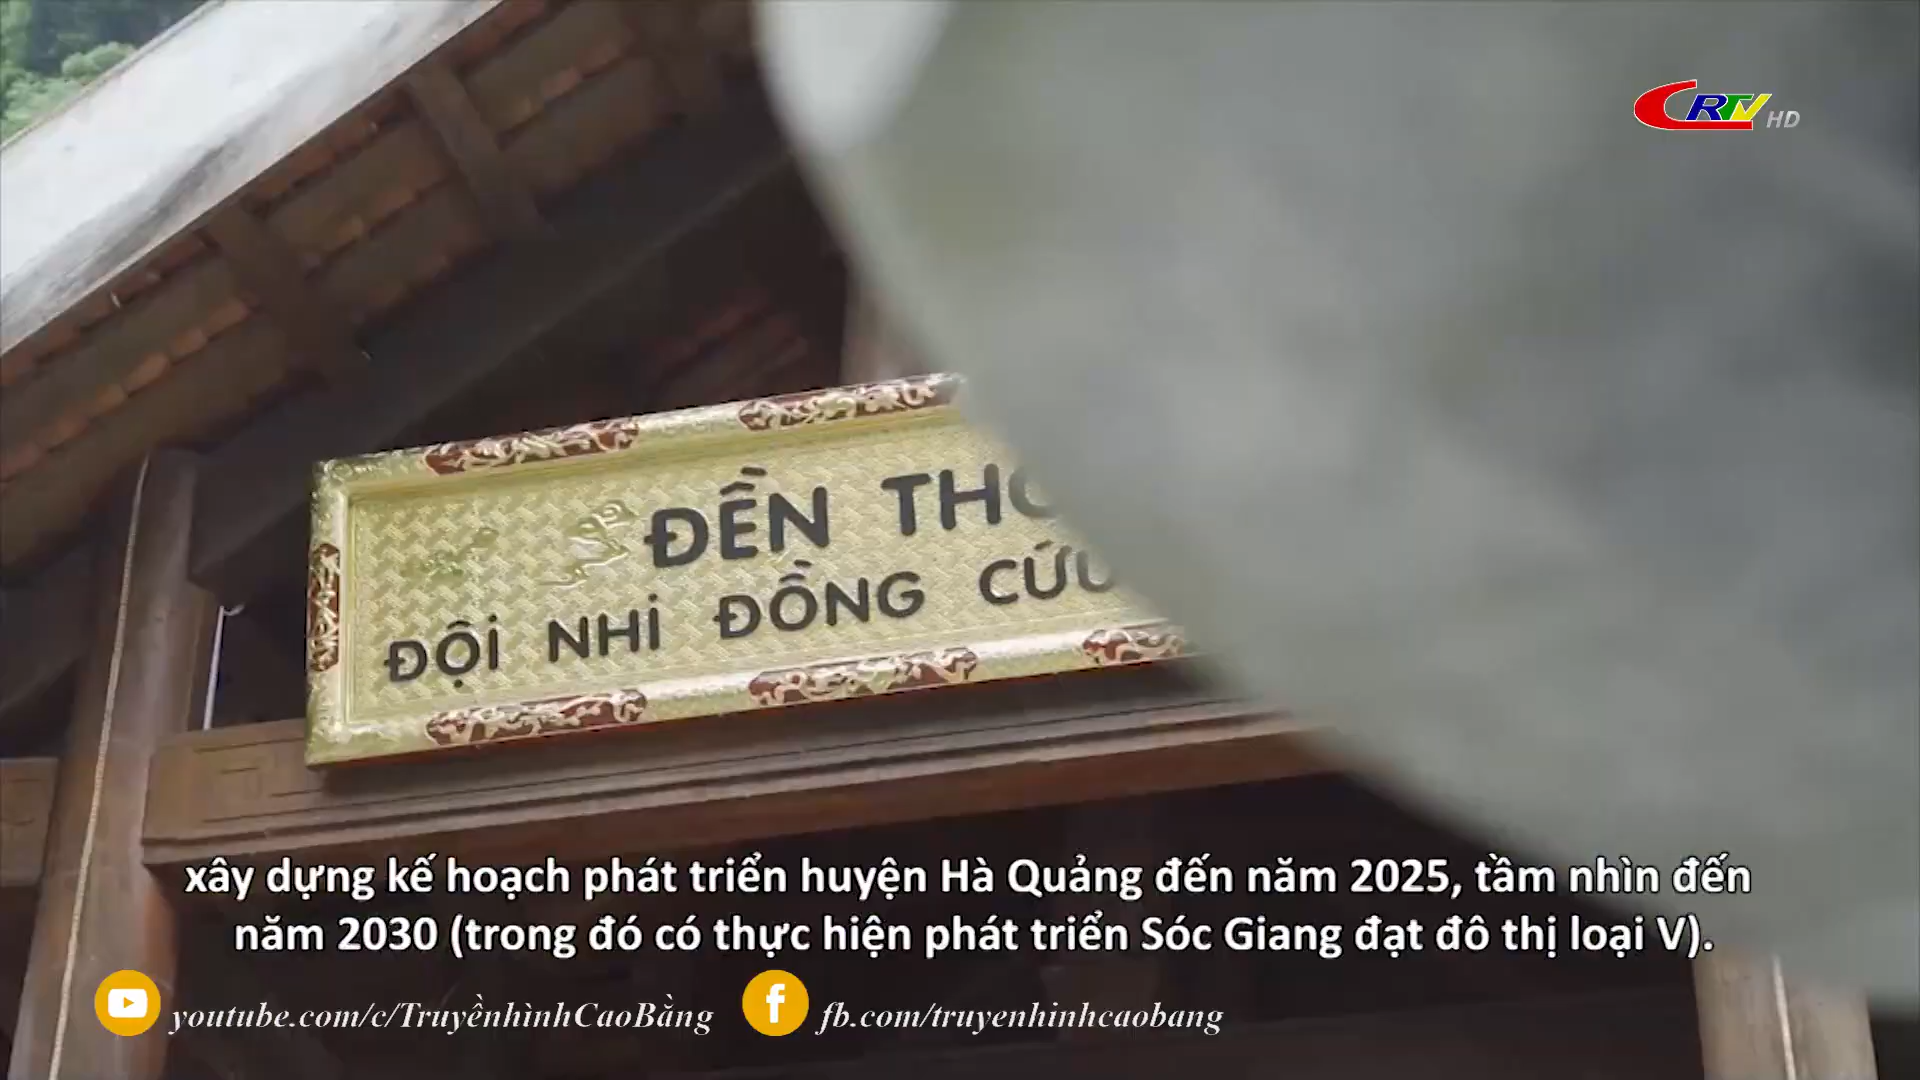 CRTV HD
ĐỀN
ĐỘI NHI ĐỒNG CỨU
xây dựng kế hoạch phát triển huyện Hà Quảng đến năm 2025, tầm nhìn đến
năm 2030 (trong đó có thực hiện phát triển Sóc Giang đạt đô thị loại V).
youtube.com/c/TruyềnhìnhCaoBằng fb.com/truyenhinhcaobang